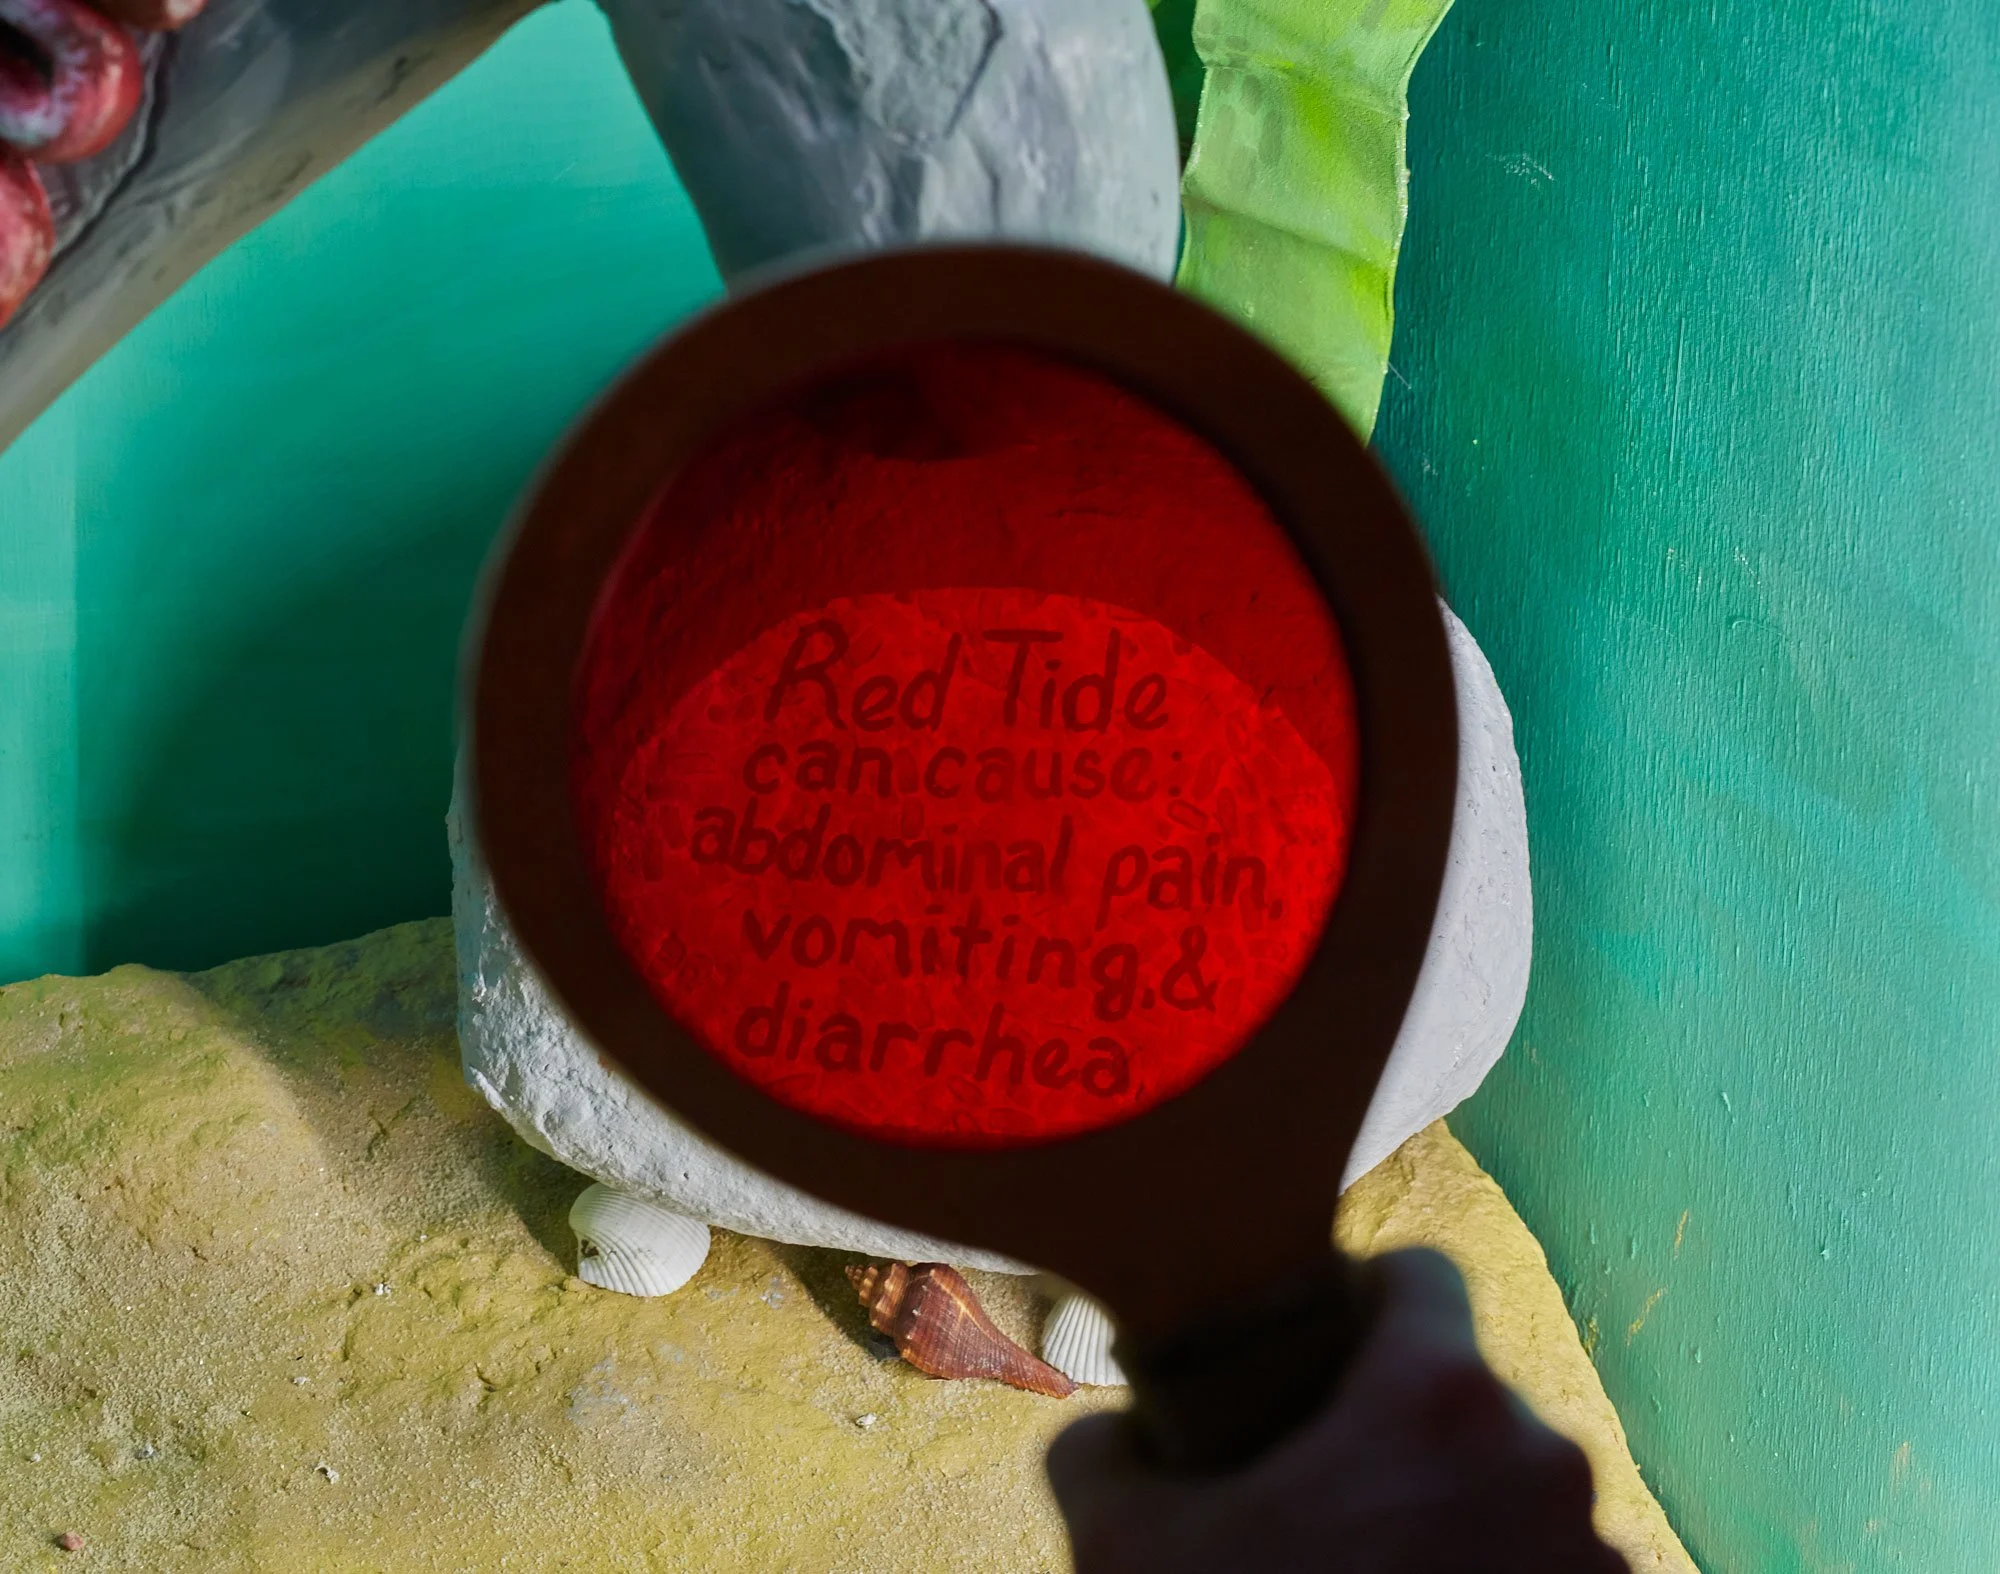 Red Tide
can cause:
abdominal pain,
vomiting, &
diarrhea